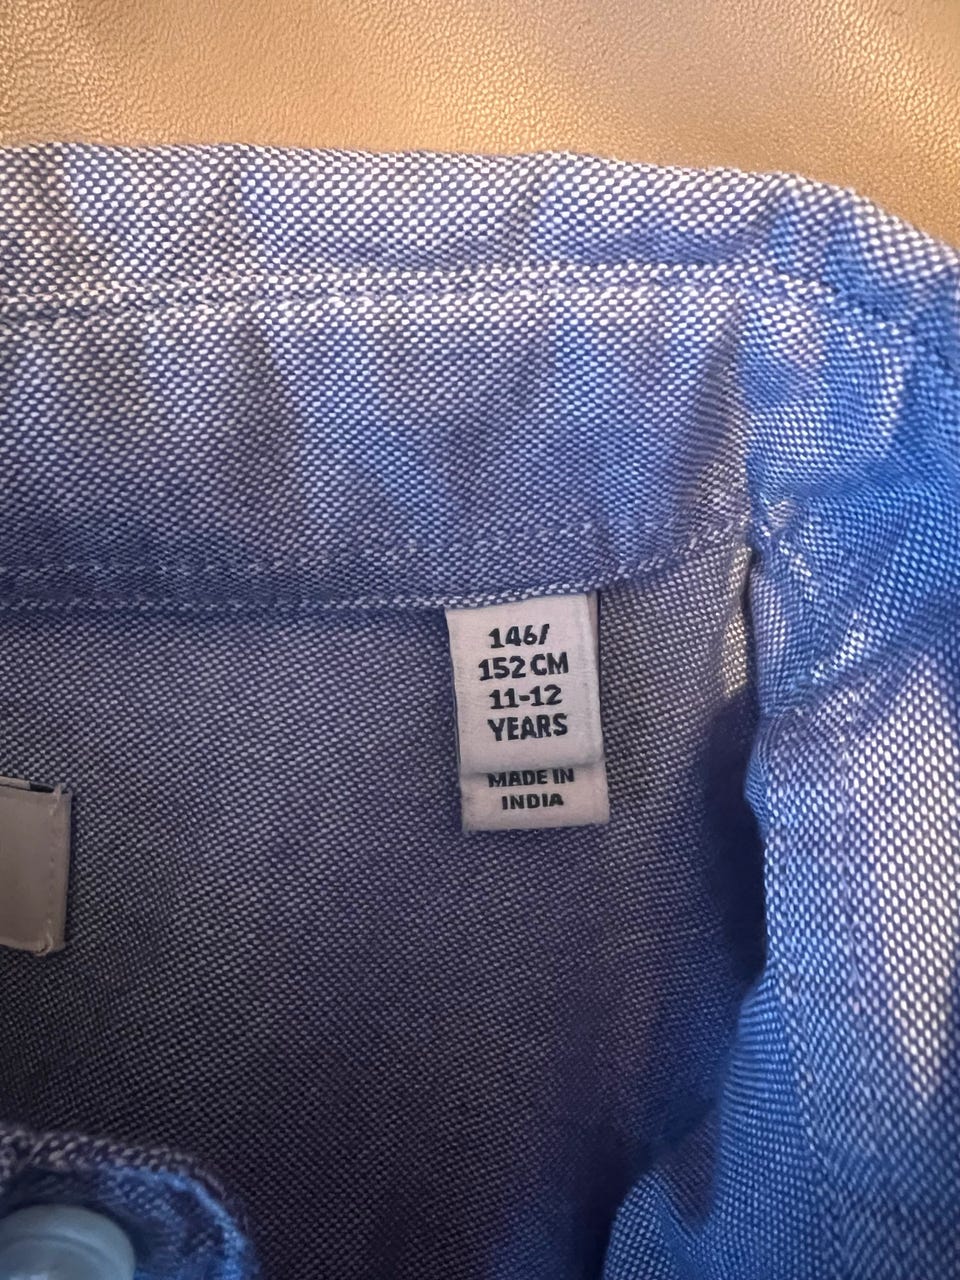 146/
152 CM
11-12
YEARS
MADE IN
INDIA